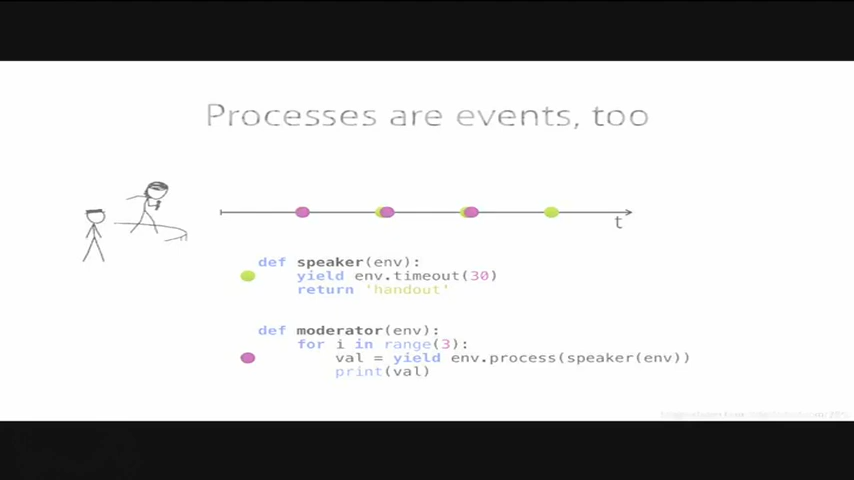 Processes are events, too
t
def speaker(env):
    yield env.timeout(30)
    return 'handout'
def moderator(env):
    for i in range(3):
        val = yield env.process(speaker(env))
        print(val)